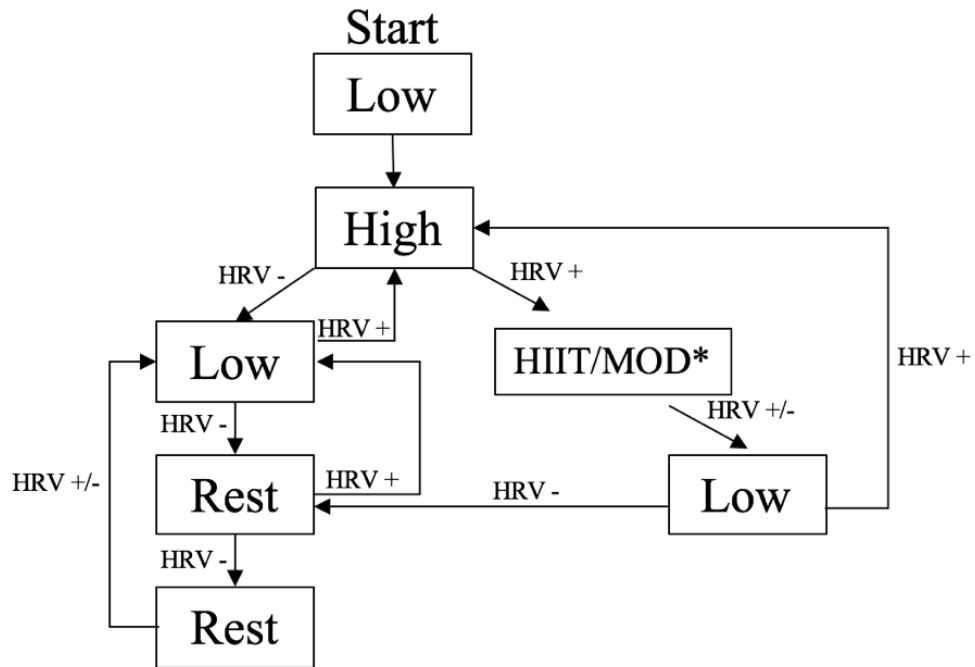 Start
Low
High
HRV -
HRV +
HRV +
Low
HIIT/MOD*
HRV +
HRV -
HRV +/-
HRV +/-
Rest
HRV +
HRV -
Low
HRV -
Rest